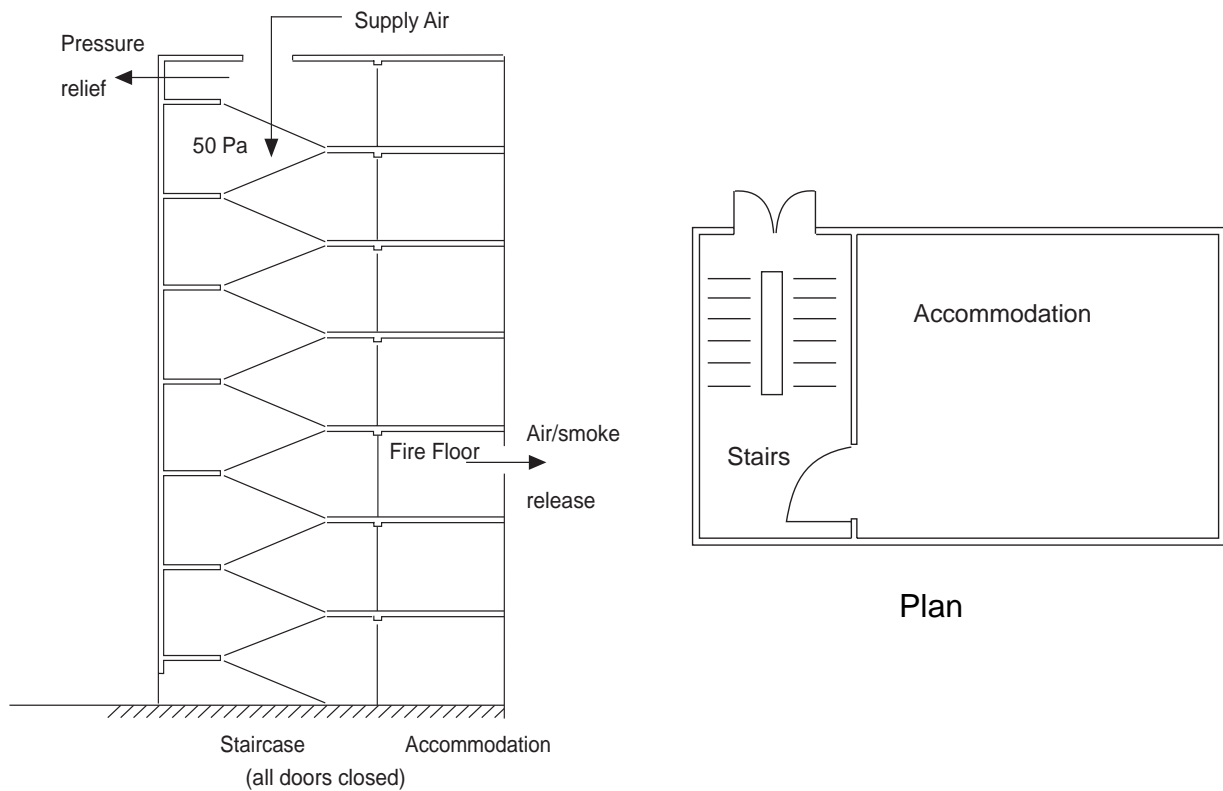 Supply Air
Pressure
relief
50 Pa
Fire Floor
Air/smoke
release
Staircase
Accommodation
(all doors closed)
Accommodation
Stairs
Plan